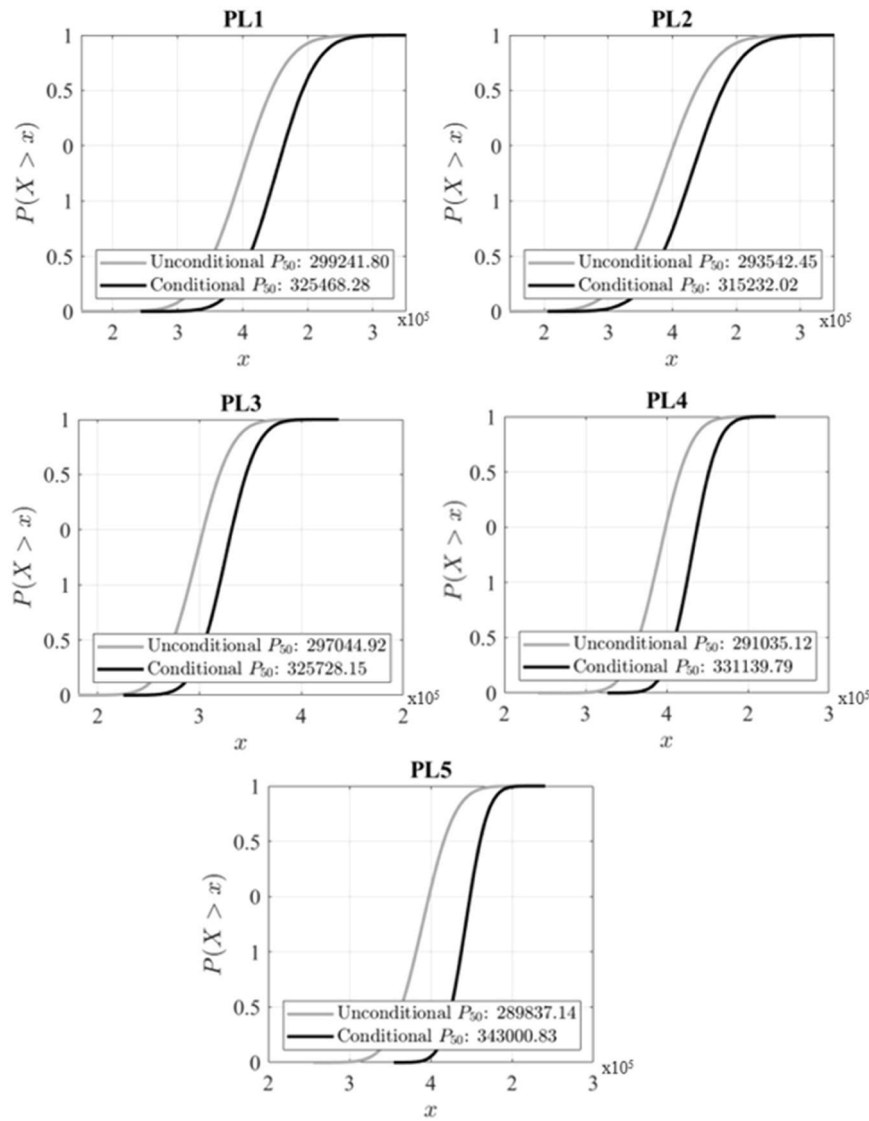 PL1
1
0.5
0
1
0.5
0
P(X > x)
Unconditional P50: 299241.80
Conditional P50: 325468.28
2 3 4 2 3
x10⁵
x
PL2
1
0.5
0
1
0.5
0
P(X > x)
Unconditional P50: 293542.45
Conditional P50: 315232.02
2 3 4 2 3
x10⁵
x
PL3
1
0.5
0
1
0.5
0
P(X > x)
Unconditional P50: 297044.92
Conditional P50: 325728.15
2 3 4 2
x10⁵
x
PL4
1
0.5
0
1
0.5
0
P(X > x)
Unconditional P50: 291035.12
Conditional P50: 331139.79
2 3 4 2 3
x10⁵
x
PL5
1
0.5
0
1
0.5
0
P(X > x)
Unconditional P50: 289837.14
Conditional P50: 343000.83
2 3 4 2 3
x10⁵
x